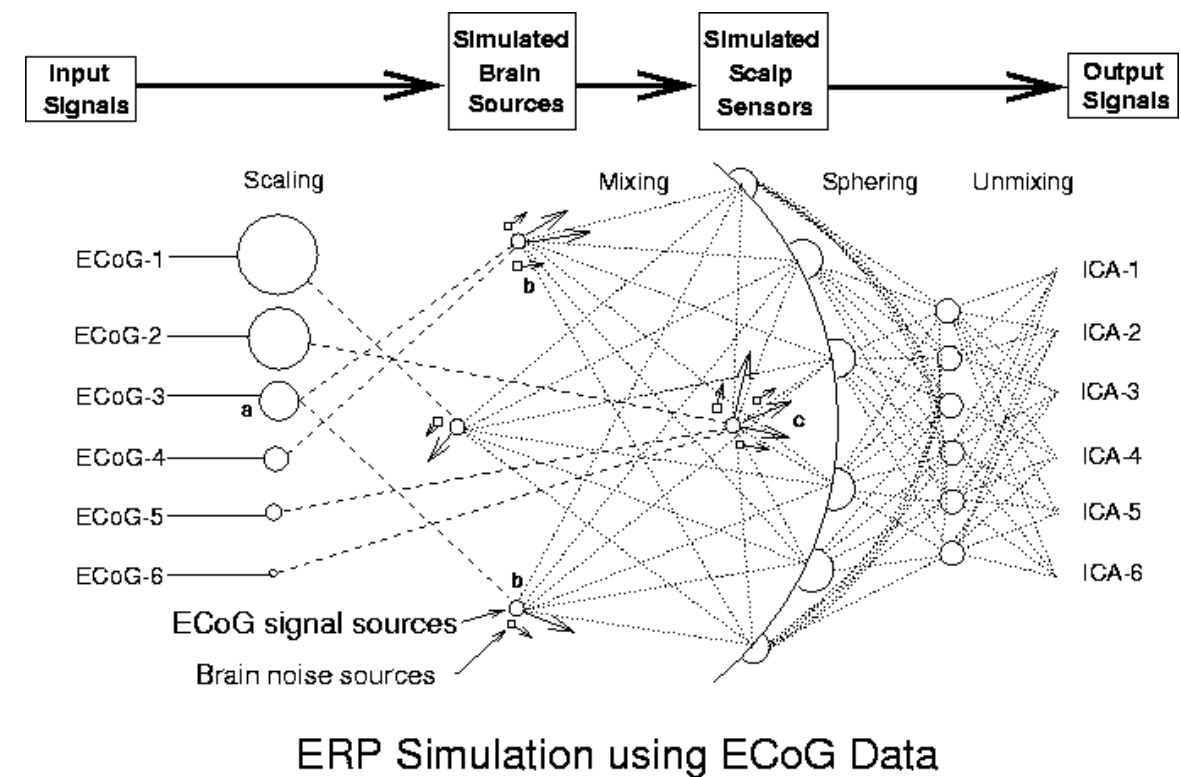 Input
Signals
Simulated
Brain
Sources
Simulated
Scalp
Sensors
Output
Signals
Scaling
Mixing
Sphering
Unmixing
ECoG-1
ECoG-2
ECoG-3
a
ECoG-4
ECoG-5
ECoG-6
b
c
b
ECoG signal sources
Brain noise sources
ICA-1
ICA-2
ICA-3
ICA-4
ICA-5
ICA-6
ERP Simulation using ECoG Data